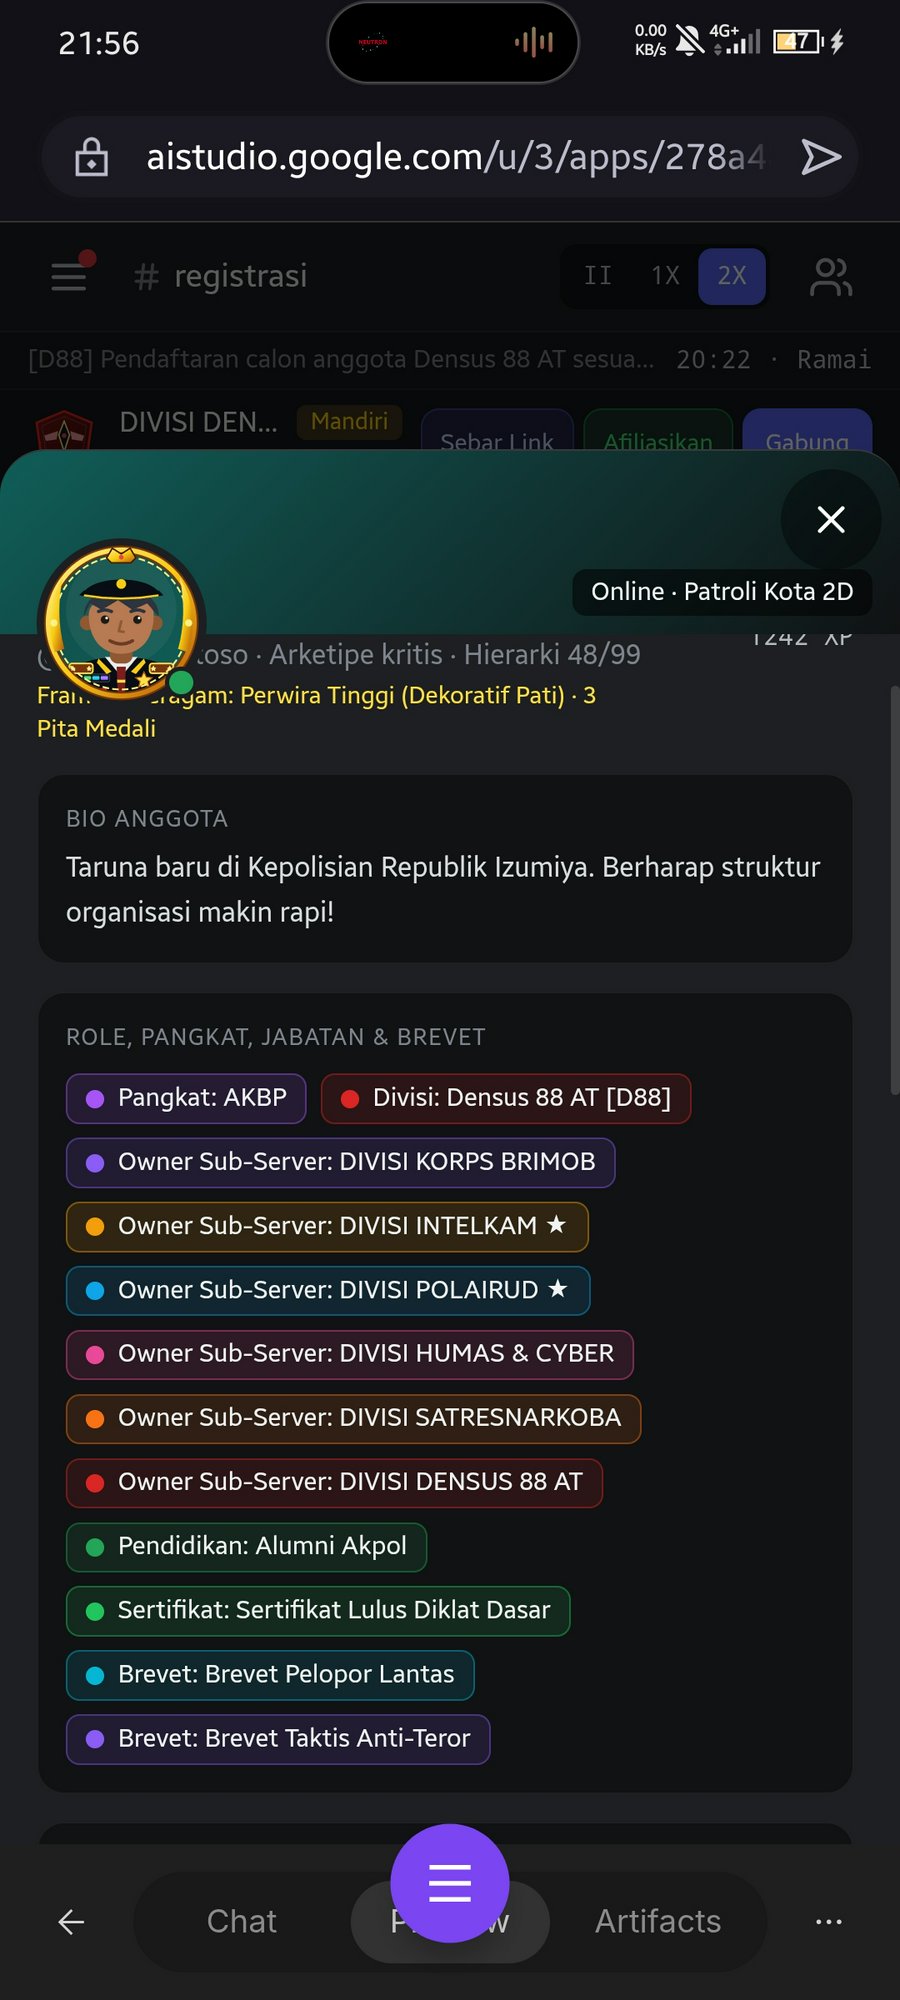 21:56
NEUTRON
0.00
KB/s
4G+
47
aistudio.google.com/u/3/apps/278a4
# registrasi
II 1X 2X
[D88] Pendaftaran calon anggota Densus 88 AT sesua... 20:22 · Ramai
DIVISI DEN... Mandiri
Sebar Link Afiliasikan Gabung
Online · Patroli Kota 2D
1242 XP
toso · Arketipe kritis · Hierarki 48/99
Perwira Tinggi (Dekoratif Pati) · 3
Pita Medali
BIO ANGGOTA
Taruna baru di Kepolisian Republik Izumiya. Berharap struktur
organisasi makin rapi!
ROLE, PANGKAT, JABATAN & BREVET
Pangkat: AKBP
Divisi: Densus 88 AT [D88]
Owner Sub-Server: DIVISI KORPS BRIMOB
Owner Sub-Server: DIVISI INTELKAM ★
Owner Sub-Server: DIVISI POLAIRUD ★
Owner Sub-Server: DIVISI HUMAS & CYBER
Owner Sub-Server: DIVISI SATRESNARKOBA
Owner Sub-Server: DIVISI DENSUS 88 AT
Pendidikan: Alumni Akpol
Sertifikat: Sertifikat Lulus Diklat Dasar
Brevet: Brevet Pelopor Lantas
Brevet: Brevet Taktis Anti-Teror
Chat
Artifacts